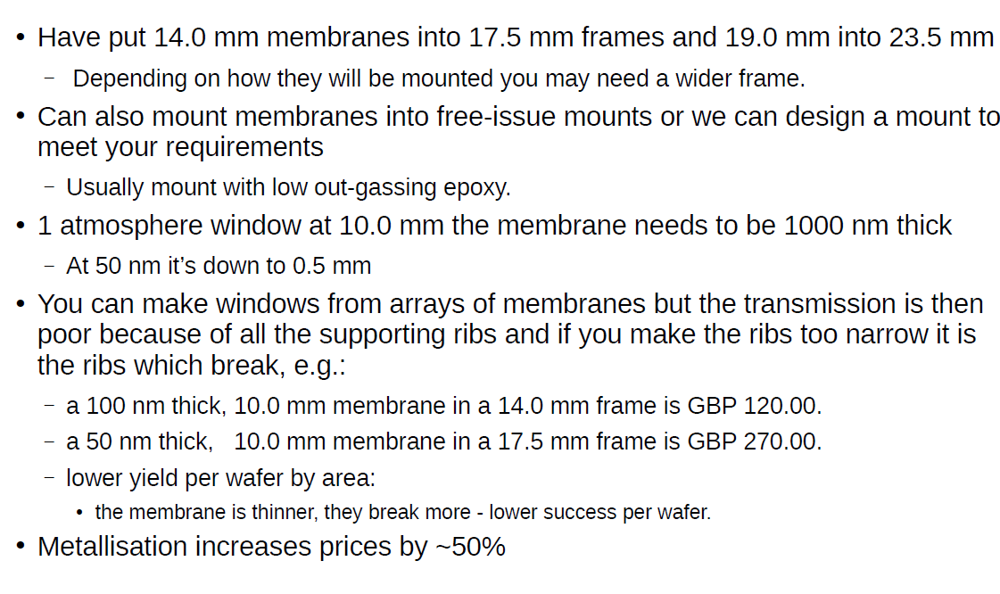 • Have put 14.0 mm membranes into 17.5 mm frames and 19.0 mm into 23.5 mm
– Depending on how they will be mounted you may need a wider frame.
• Can also mount membranes into free-issue mounts or we can design a mount to
meet your requirements
– Usually mount with low out-gassing epoxy.
• 1 atmosphere window at 10.0 mm the membrane needs to be 1000 nm thick
– At 50 nm it’s down to 0.5 mm
• You can make windows from arrays of membranes but the transmission is then
poor because of all the supporting ribs and if you make the ribs too narrow it is
the ribs which break, e.g.:
– a 100 nm thick, 10.0 mm membrane in a 14.0 mm frame is GBP 120.00.
– a 50 nm thick, 10.0 mm membrane in a 17.5 mm frame is GBP 270.00.
– lower yield per wafer by area:
• the membrane is thinner, they break more - lower success per wafer.
• Metallisation increases prices by ~50%